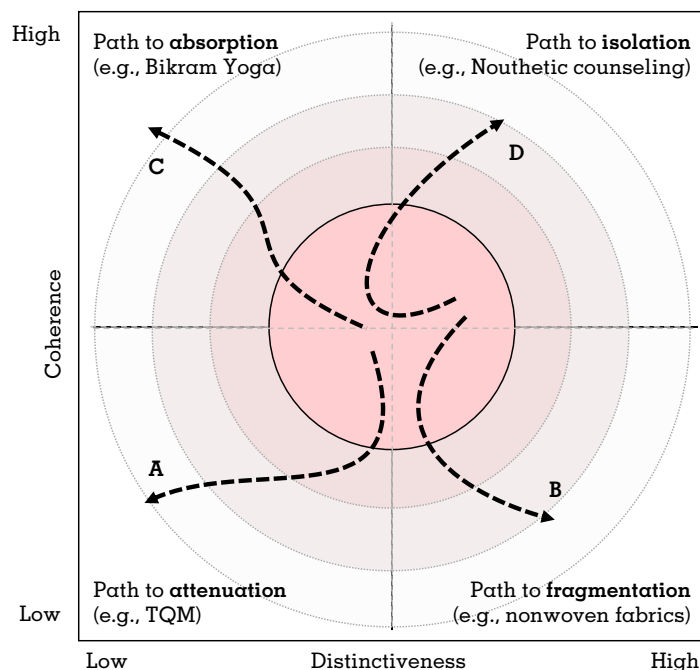 High
Path to absorption
(e.g., Bikram Yoga)
Path to isolation
(e.g., Nouthetic counseling)
C
D
Coherence
A
B
Path to attenuation
(e.g., TQM)
Path to fragmentation
(e.g., nonwoven fabrics)
Low
Low
Distinctiveness
High